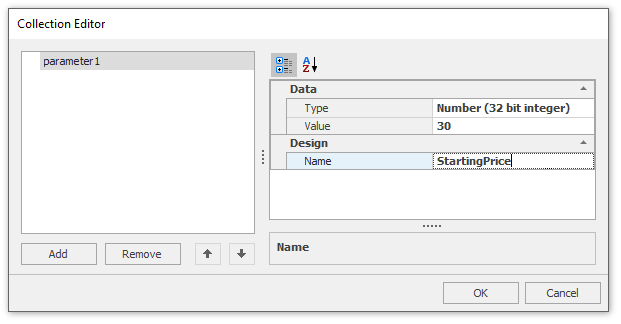 Collection Editor
parameter1
A
Z
Data
Type Number (32 bit integer)
Value 30
Design
Name StartingPrice
Name
Add Remove
OK Cancel